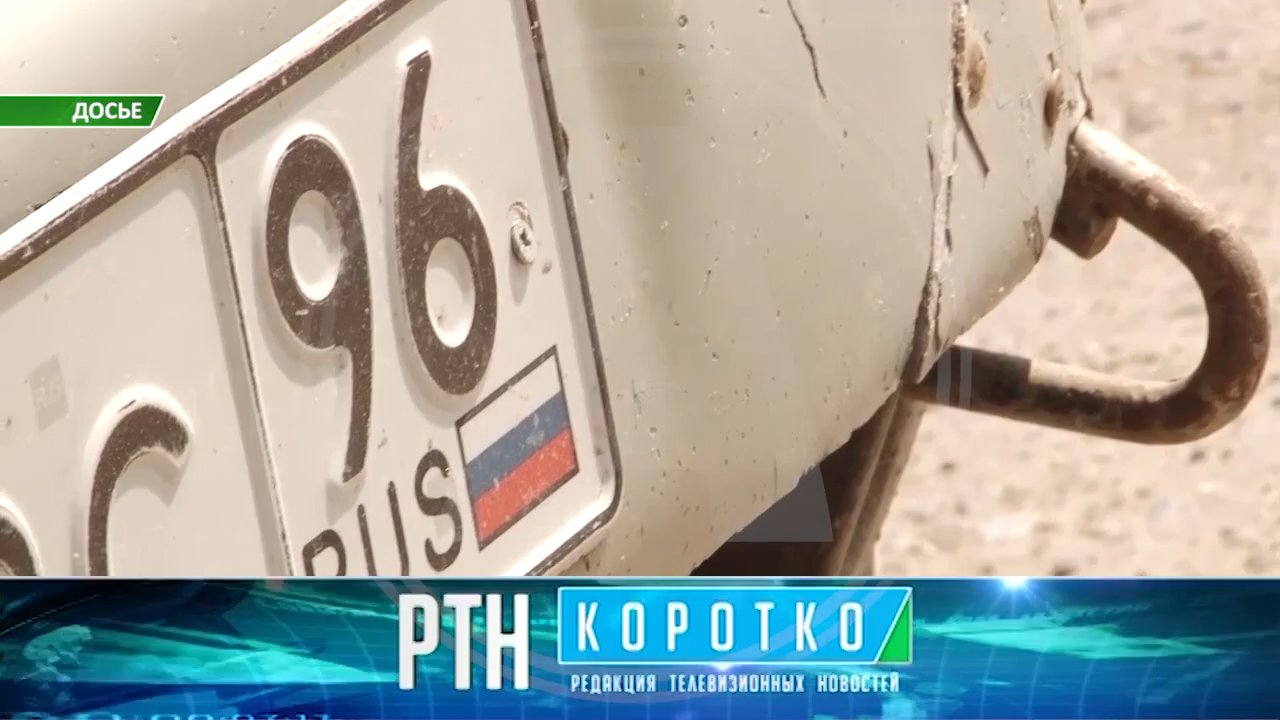 ДОСЬЕ
С
96
RUS
РТН
КОРОТКО
РЕДАКЦИЯ ТЕЛЕВИЗИОННЫХ НОВОСТЕЙ